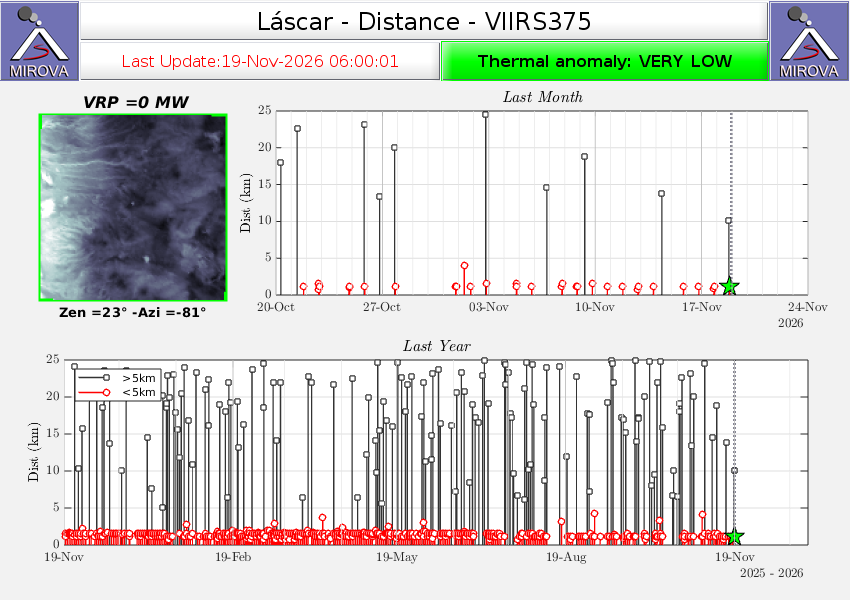 Láscar - Distance - VIIRS375
MIROVA
Last Update:19-Nov-2026 06:00:01
Thermal anomaly: VERY LOW
MIROVA
VRP =0 MW
Zen =23° -Azi =-81°
Last Month
Dist (km)
25
20
15
10
5
0
20-Oct
27-Oct
03-Nov
10-Nov
17-Nov
24-Nov
2026
Last Year
Dist (km)
25
20
15
10
5
0
>5km
<5km
19-Nov
19-Feb
19-May
19-Aug
19-Nov
2025 - 2026